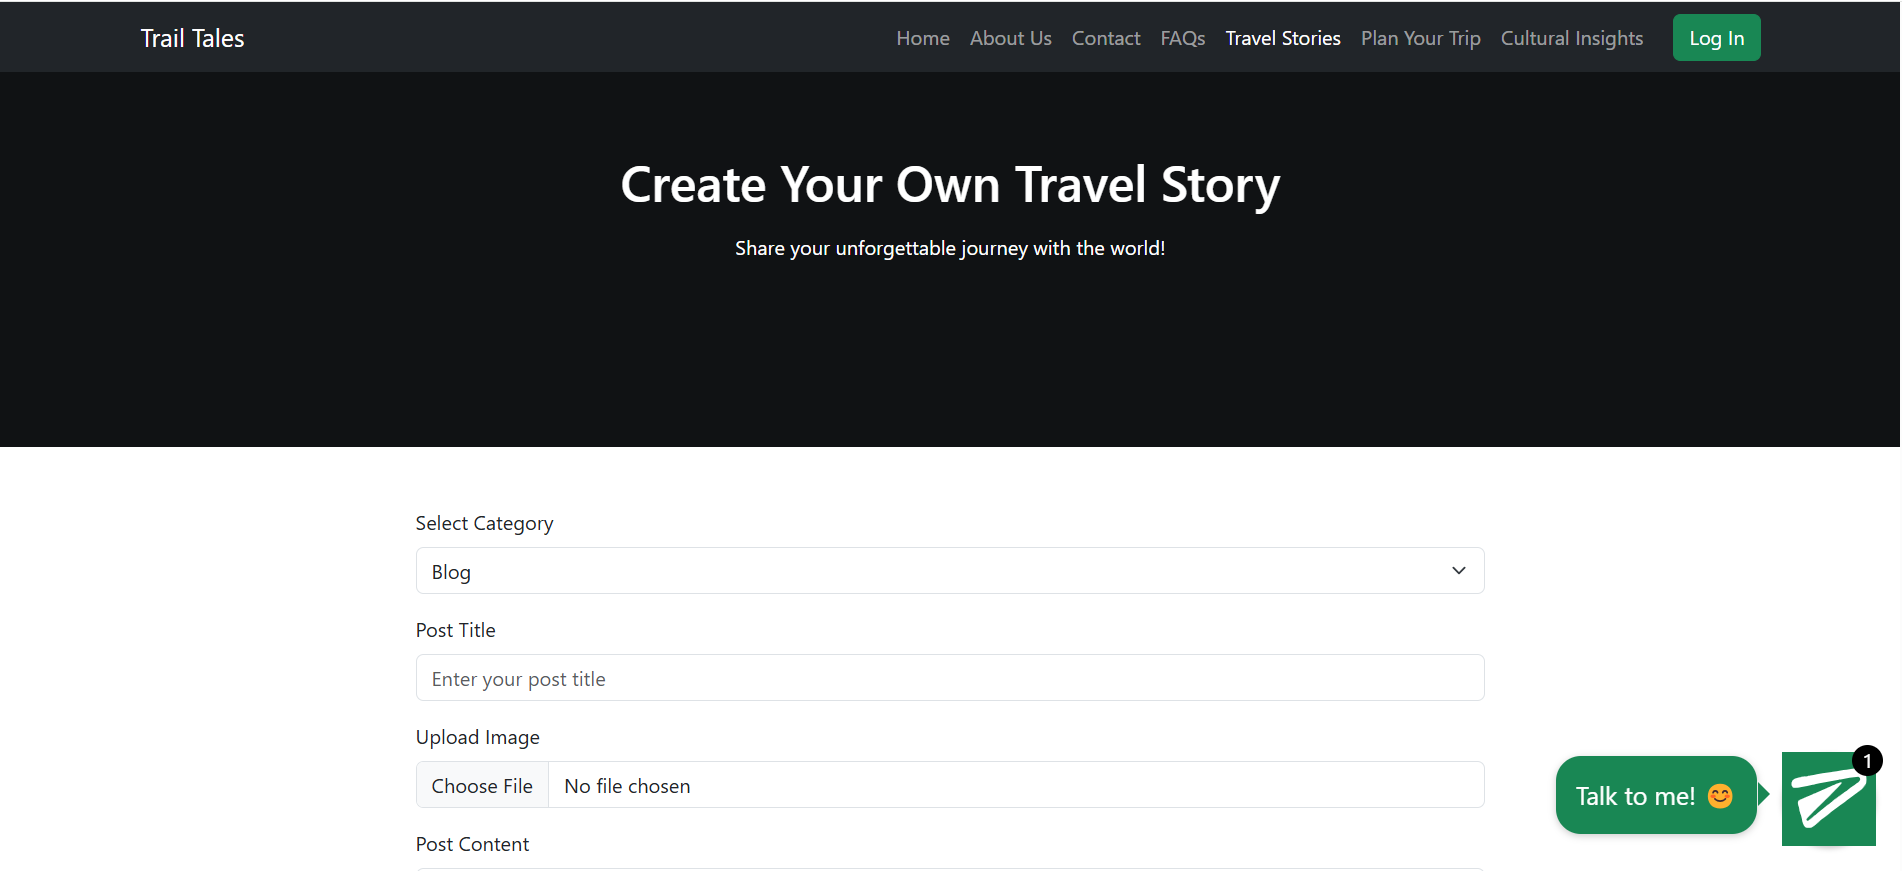 Trail Tales Home About Us Contact FAQs Travel Stories Plan Your Trip Cultural Insights Log In
Create Your Own Travel Story
Share your unforgettable journey with the world!
Select Category
Blog
Post Title
Enter your post title
Upload Image
Choose File No file chosen
Post Content
Talk to me! 😊
1